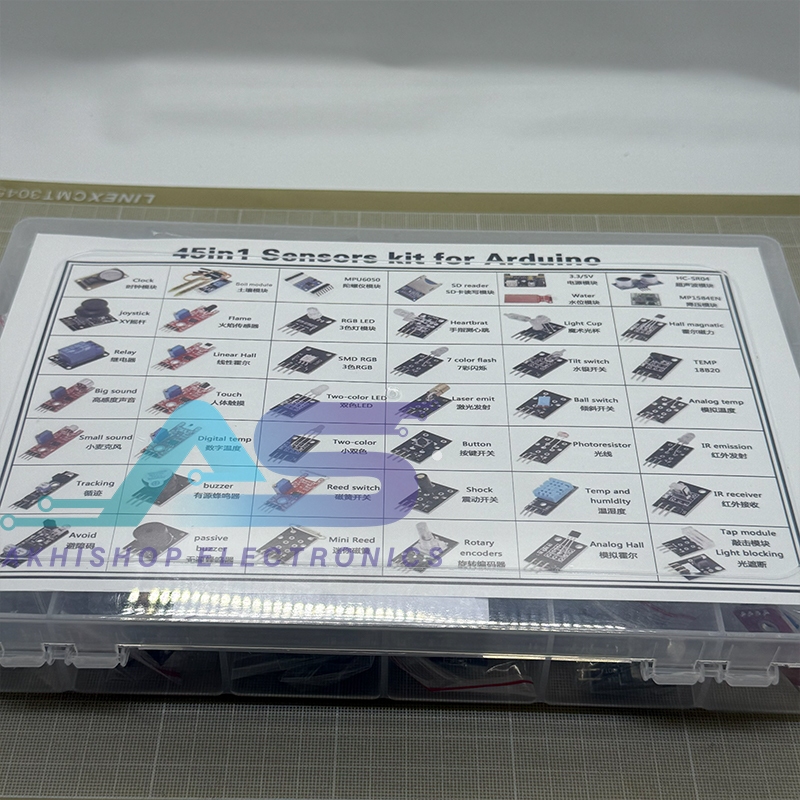 LINEXCMT3045
45in1 Sensors kit for Arduino
Clock
时钟模块
Soil module
土壤模块
MPU6050
陀螺仪模块
SD reader
SD卡读写模块
3.3/5V
电源模块
Water
水位模块
HC-SR04
超声波模块
MP1584EN
降压模块
Joystick
XY摇杆
Flame
火焰传感器
RGB LED
3色灯模块
Heartbrat
手指测心跳
Light Cup
魔术光杯
Hall magnetic
霍尔磁力
Relay
继电器
Linear Hall
线性霍尔
SMD RGB
3色RGB
7 color flash
7彩闪烁
Tilt switch
水银开关
TEMP
18B20
Big sound
高感度声音
Touch
人体触摸
Two-color LED
双色LED
Laser emit
激光发射
Ball switch
倾斜开关
Analog temp
模拟温度
Small sound
小麦克风
Digital temp
数字温度
Two-color
小双色
Button
按键开关
Photoresistor
光线
IR emission
红外发射
Tracking
循迹
buzzer
有源蜂鸣器
Reed switch
磁簧开关
Shock
震动开关
Temp and
humidity
温湿度
IR receiver
红外接收
Avoid
避障码
passive
buzzer
Mini Reed
Rotary
encoders
旋转编码器
Analog Hall
模拟霍尔
Tap module
敲击模块
Light blocking
光遮断
AS
AKHISHOP ELECTRONICS